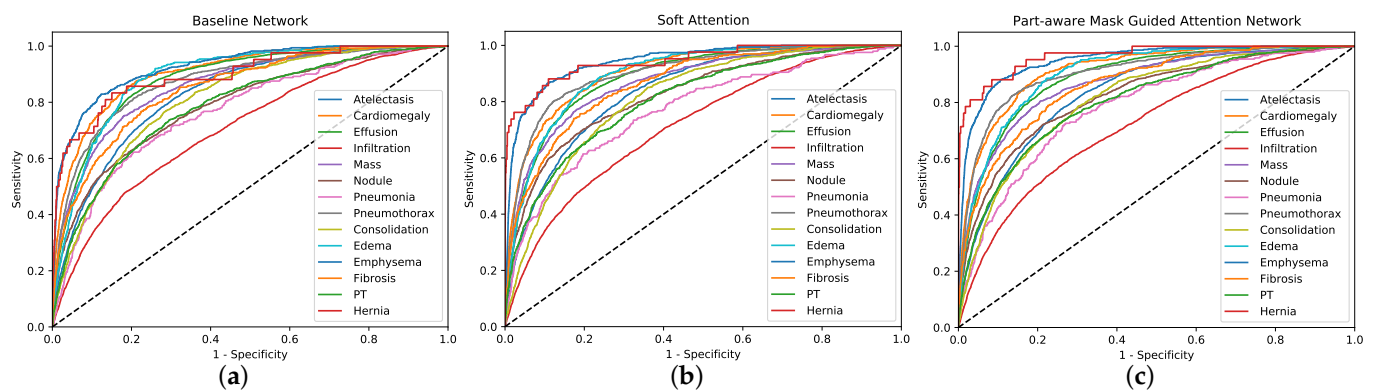 Baseline Network
Sensitivity
1.0
0.8
0.6
0.4
0.2
0.0
Atelectasis
Cardiomegaly
Effusion
Infiltration
Mass
Nodule
Pneumonia
Pneumothorax
Consolidation
Edema
Emphysema
Fibrosis
PT
Hernia
0.0 0.2 0.4 0.6 0.8 1.0
1 - Specificity
(a)
Soft Attention
Sensitivity
1.0
0.8
0.6
0.4
0.2
0.0
Atelectasis
Cardiomegaly
Effusion
Infiltration
Mass
Nodule
Pneumonia
Pneumothorax
Consolidation
Edema
Emphysema
Fibrosis
PT
Hernia
0.0 0.2 0.4 0.6 0.8 1.0
1 - Specificity
(b)
Part-aware Mask Guided Attention Network
Sensitivity
1.0
0.8
0.6
0.4
0.2
0.0
Atelectasis
Cardiomegaly
Effusion
Infiltration
Mass
Nodule
Pneumonia
Pneumothorax
Consolidation
Edema
Emphysema
Fibrosis
PT
Hernia
0.0 0.2 0.4 0.6 0.8 1.0
1 - Specificity
(c)